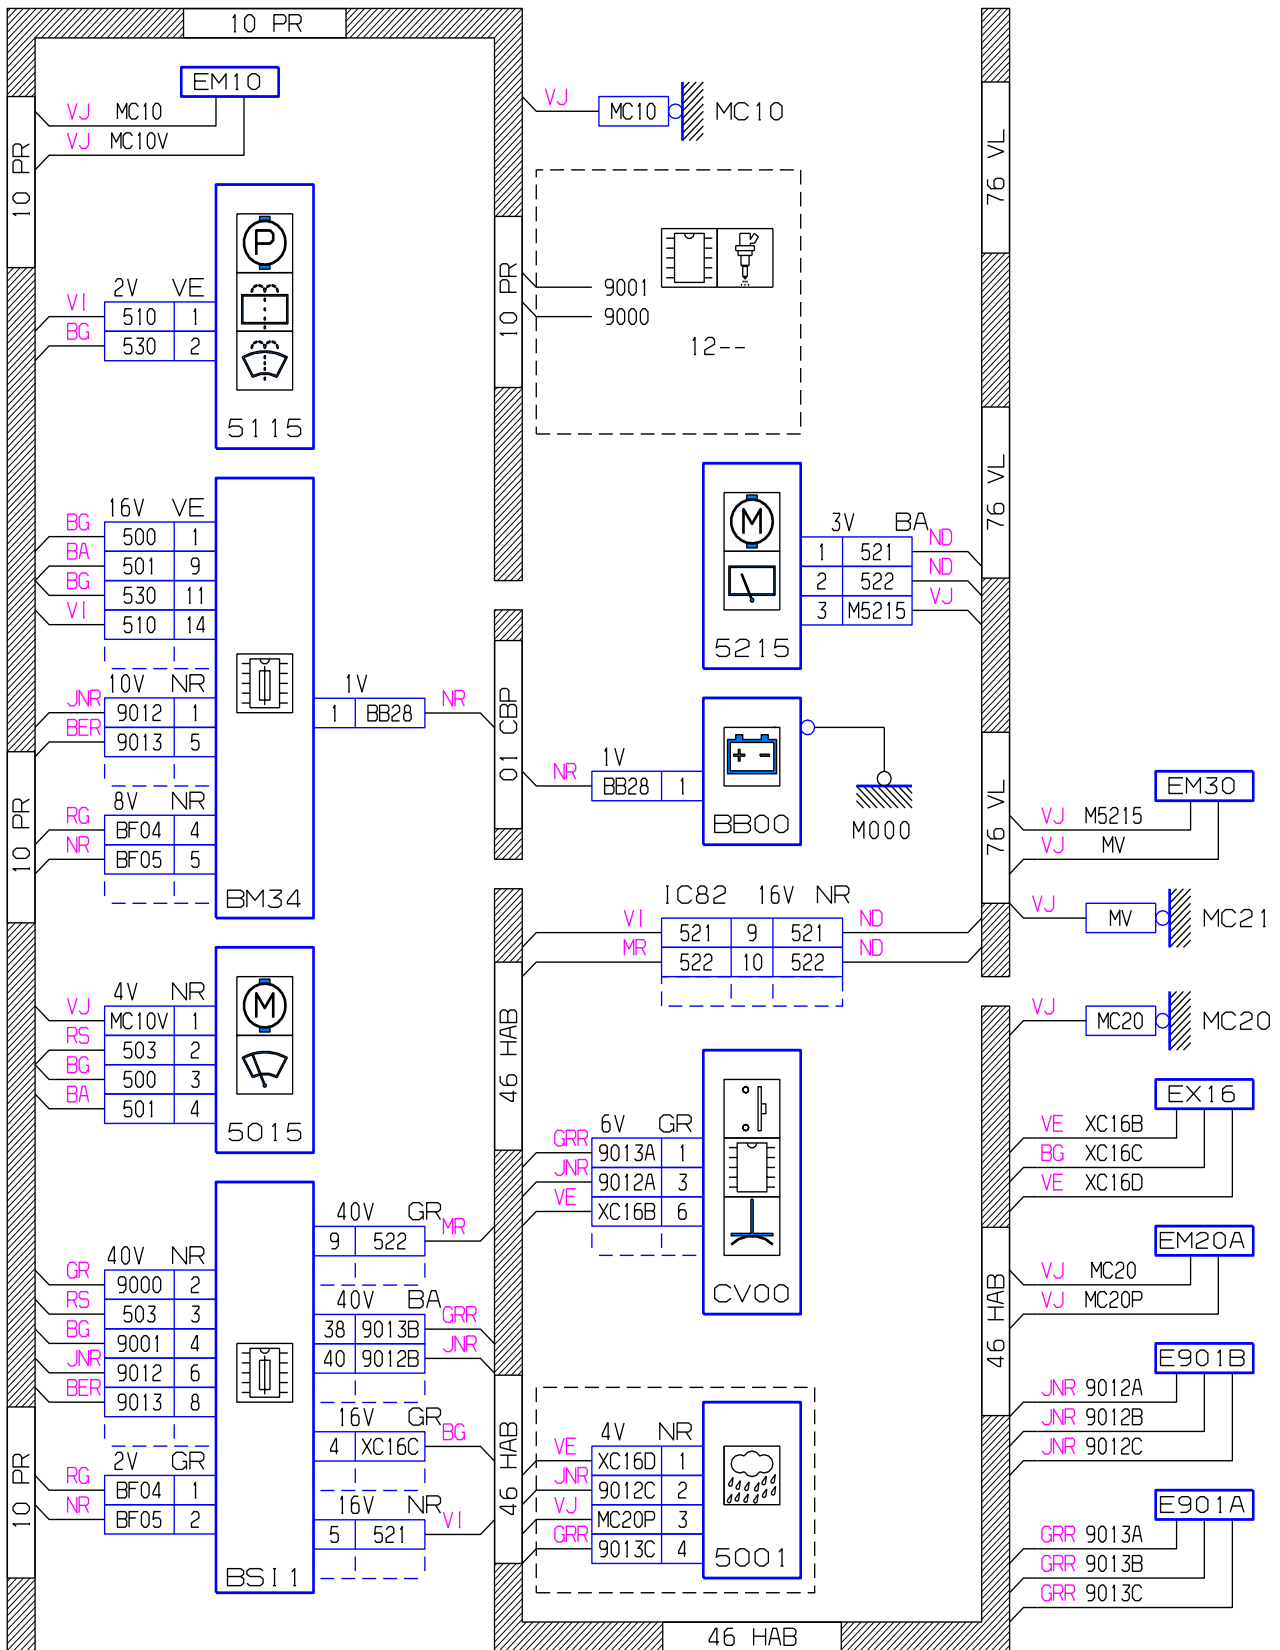 10 PR
EM10
VJ MC10
VJ MC10V
10 PR
P
2V VE
VI 510 1
BG 530 2
5115
16V VE
BG 500 1
BA 501 9
BG 530 11
VI 510 14
10V NR
JNR 9012 1
BER 9013 5
8V NR
RG BF04 4
NR BF05 5
BM34
1V
1 BB28 NR
10 PR
4V NR
VJ MC10V 1
RS 503 2
BG 500 3
BA 501 4
M
5015
40V NR
GR 9000 2
RS 503 3
BG 9001 4
JNR 9012 6
BER 9013 8
2V GR
RG BF04 1
NR BF05 2
BSI1
40V GR
9 522 MR
40V BA
38 9013B GRR
40 9012B JNR
16V GR
4 XC16C BG
16V NR
5 521 VI
10 PR
VJ MC10 MC10
10 PR
9001
9000
12--
M
5215
3V BA
1 521 ND
2 522 ND
3 M5215 VJ
01 CBP
1V
NR BB28 1
+ -
BB00
M000
IC82 16V NR
VI 521 9 521 ND
MR 522 10 522 ND
46 HAB
6V GR
GRR 9013A 1
JNR 9012A 3
VE XC16B 6
CV00
46 HAB
4V NR
VE XC16D 1
JNR 9012C 2
VJ MC20P 3
GRR 9013C 4
5001
46 HAB
76 VL
76 VL
76 VL
EM30
VJ M5215
VJ MV
VJ MV MC21
VJ MC20 MC20
EX16
VE XC16B
BG XC16C
VE XC16D
46 HAB
EM20A
VJ MC20
VJ MC20P
E901B
JNR 9012A
JNR 9012B
JNR 9012C
E901A
GRR 9013A
GRR 9013B
GRR 9013C